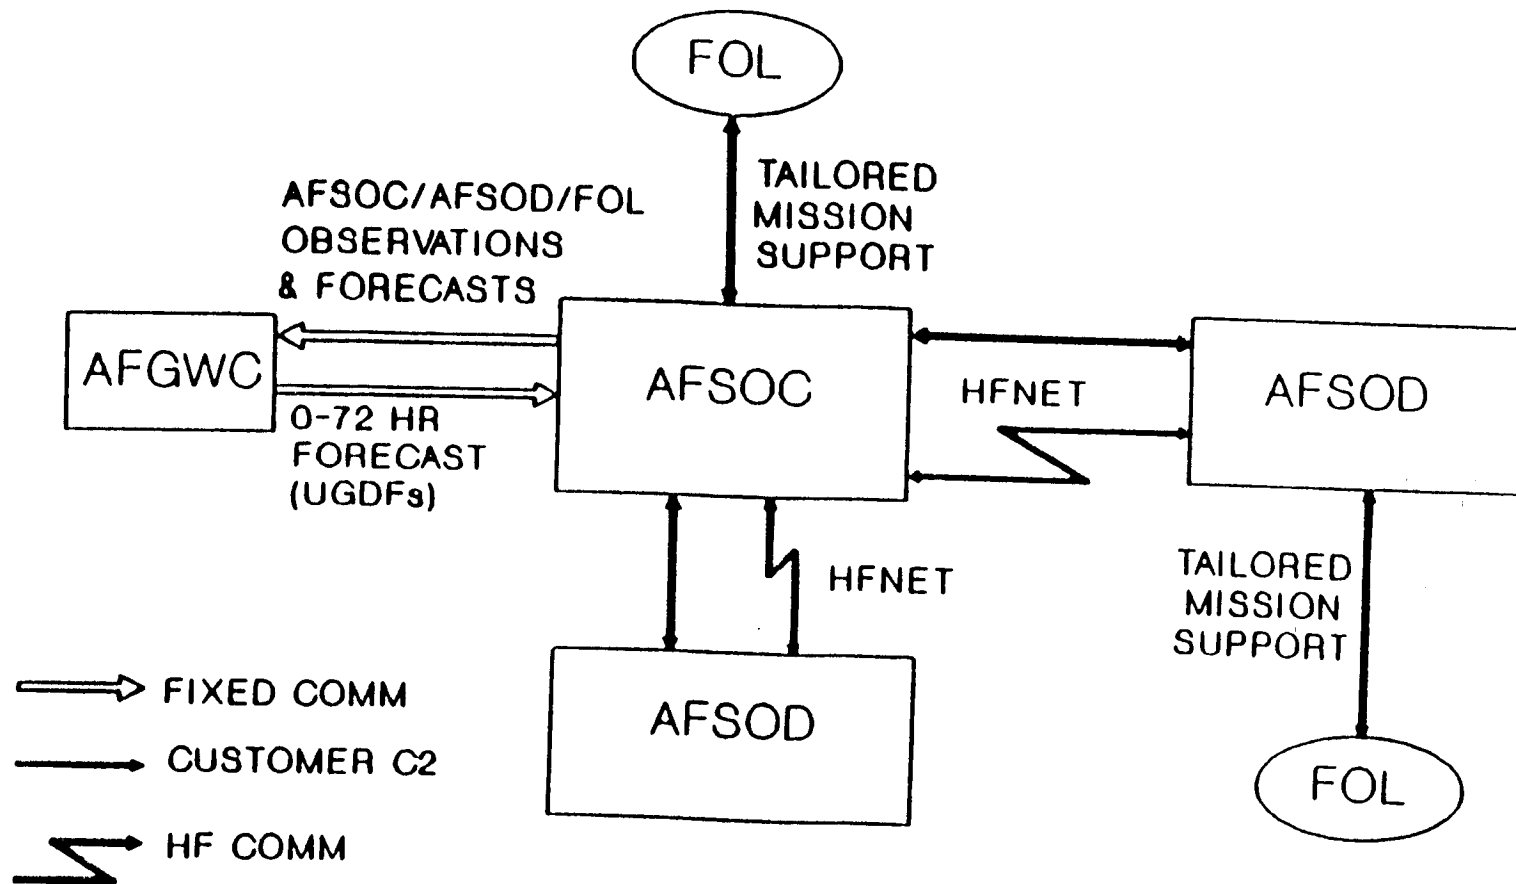 FOL
TAILORED
MISSION
SUPPORT
AFSOC/AFSOD/FOL
OBSERVATIONS
& FORECASTS
AFGWC
0-72 HR
FORECAST
(UGDFs)
AFSOC
HFNET
AFSOD
HFNET
TAILORED
MISSION
SUPPORT
AFSOD
FOL
FIXED COMM
CUSTOMER C2
HF COMM